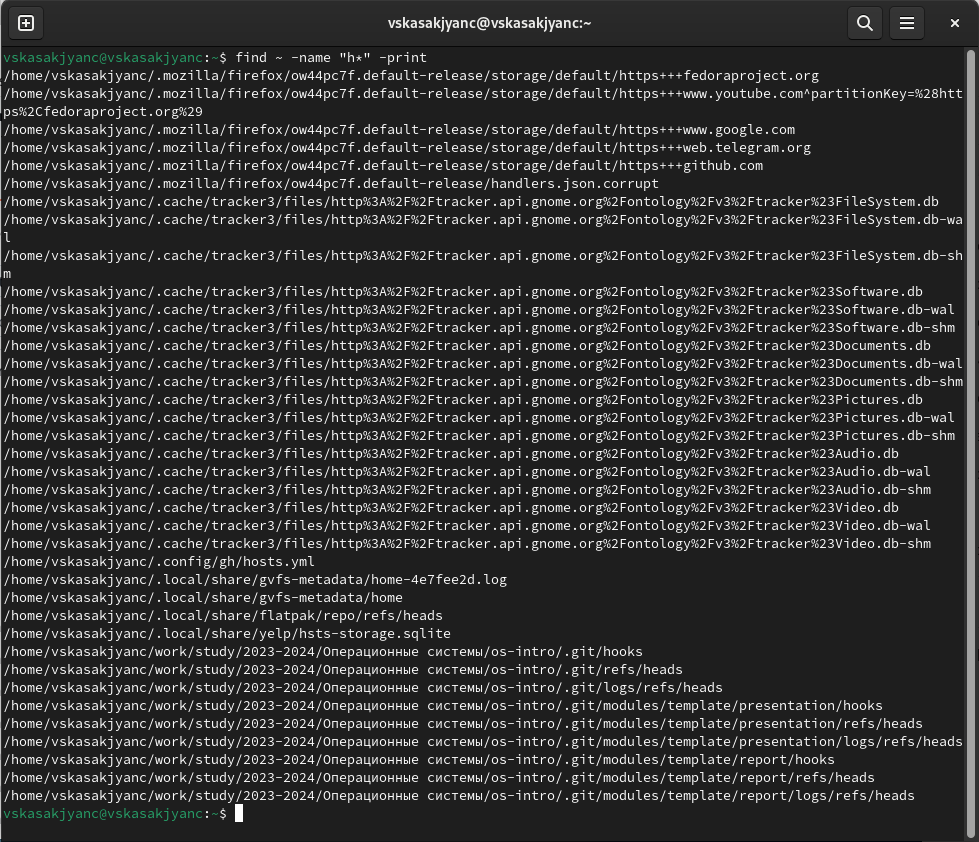 vskasakjyanc@vskasakjyanc:~
vskasakjyanc@vskasakjyanc:~$ find ~ -name "h*" -print
/home/vskasakjyanc/.mozilla/firefox/ow44pc7f.default-release/storage/default/https+++fedoraproject.org
/home/vskasakjyanc/.mozilla/firefox/ow44pc7f.default-release/storage/default/https+++www.youtube.com^partitionKey=%28htt
ps%2Cfedoraproject.org%29
/home/vskasakjyanc/.mozilla/firefox/ow44pc7f.default-release/storage/default/https+++www.google.com
/home/vskasakjyanc/.mozilla/firefox/ow44pc7f.default-release/storage/default/https+++web.telegram.org
/home/vskasakjyanc/.mozilla/firefox/ow44pc7f.default-release/storage/default/https+++github.com
/home/vskasakjyanc/.mozilla/firefox/ow44pc7f.default-release/handlers.json.corrupt
/home/vskasakjyanc/.cache/tracker3/files/http%3A%2F%2Ftracker.api.gnome.org%2Fontology%2Fv3%2Ftracker%23FileSystem.db
/home/vskasakjyanc/.cache/tracker3/files/http%3A%2F%2Ftracker.api.gnome.org%2Fontology%2Fv3%2Ftracker%23FileSystem.db-wa
l
/home/vskasakjyanc/.cache/tracker3/files/http%3A%2F%2Ftracker.api.gnome.org%2Fontology%2Fv3%2Ftracker%23FileSystem.db-sh
m
/home/vskasakjyanc/.cache/tracker3/files/http%3A%2F%2Ftracker.api.gnome.org%2Fontology%2Fv3%2Ftracker%23Software.db
/home/vskasakjyanc/.cache/tracker3/files/http%3A%2F%2Ftracker.api.gnome.org%2Fontology%2Fv3%2Ftracker%23Software.db-wal
/home/vskasakjyanc/.cache/tracker3/files/http%3A%2F%2Ftracker.api.gnome.org%2Fontology%2Fv3%2Ftracker%23Software.db-shm
/home/vskasakjyanc/.cache/tracker3/files/http%3A%2F%2Ftracker.api.gnome.org%2Fontology%2Fv3%2Ftracker%23Documents.db
/home/vskasakjyanc/.cache/tracker3/files/http%3A%2F%2Ftracker.api.gnome.org%2Fontology%2Fv3%2Ftracker%23Documents.db-wal
/home/vskasakjyanc/.cache/tracker3/files/http%3A%2F%2Ftracker.api.gnome.org%2Fontology%2Fv3%2Ftracker%23Documents.db-shm
/home/vskasakjyanc/.cache/tracker3/files/http%3A%2F%2Ftracker.api.gnome.org%2Fontology%2Fv3%2Ftracker%23Pictures.db
/home/vskasakjyanc/.cache/tracker3/files/http%3A%2F%2Ftracker.api.gnome.org%2Fontology%2Fv3%2Ftracker%23Pictures.db-wal
/home/vskasakjyanc/.cache/tracker3/files/http%3A%2F%2Ftracker.api.gnome.org%2Fontology%2Fv3%2Ftracker%23Pictures.db-shm
/home/vskasakjyanc/.cache/tracker3/files/http%3A%2F%2Ftracker.api.gnome.org%2Fontology%2Fv3%2Ftracker%23Audio.db
/home/vskasakjyanc/.cache/tracker3/files/http%3A%2F%2Ftracker.api.gnome.org%2Fontology%2Fv3%2Ftracker%23Audio.db-wal
/home/vskasakjyanc/.cache/tracker3/files/http%3A%2F%2Ftracker.api.gnome.org%2Fontology%2Fv3%2Ftracker%23Audio.db-shm
/home/vskasakjyanc/.cache/tracker3/files/http%3A%2F%2Ftracker.api.gnome.org%2Fontology%2Fv3%2Ftracker%23Video.db
/home/vskasakjyanc/.cache/tracker3/files/http%3A%2F%2Ftracker.api.gnome.org%2Fontology%2Fv3%2Ftracker%23Video.db-wal
/home/vskasakjyanc/.cache/tracker3/files/http%3A%2F%2Ftracker.api.gnome.org%2Fontology%2Fv3%2Ftracker%23Video.db-shm
/home/vskasakjyanc/.config/gh/hosts.yml
/home/vskasakjyanc/.local/share/gvfs-metadata/home-4e7fee2d.log
/home/vskasakjyanc/.local/share/gvfs-metadata/home
/home/vskasakjyanc/.local/share/flatpak/repo/refs/heads
/home/vskasakjyanc/.local/share/yelp/hsts-storage.sqlite
/home/vskasakjyanc/work/study/2023-2024/Операционные системы/os-intro/.git/hooks
/home/vskasakjyanc/work/study/2023-2024/Операционные системы/os-intro/.git/refs/heads
/home/vskasakjyanc/work/study/2023-2024/Операционные системы/os-intro/.git/logs/refs/heads
/home/vskasakjyanc/work/study/2023-2024/Операционные системы/os-intro/.git/modules/template/presentation/hooks
/home/vskasakjyanc/work/study/2023-2024/Операционные системы/os-intro/.git/modules/template/presentation/refs/heads
/home/vskasakjyanc/work/study/2023-2024/Операционные системы/os-intro/.git/modules/template/presentation/logs/refs/heads
/home/vskasakjyanc/work/study/2023-2024/Операционные системы/os-intro/.git/modules/template/report/hooks
/home/vskasakjyanc/work/study/2023-2024/Операционные системы/os-intro/.git/modules/template/report/refs/heads
/home/vskasakjyanc/work/study/2023-2024/Операционные системы/os-intro/.git/modules/template/report/logs/refs/heads
vskasakjyanc@vskasakjyanc:~$